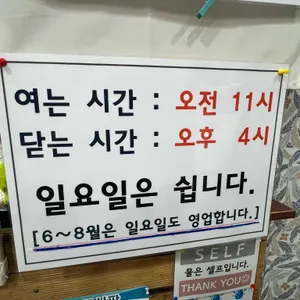 여는 시간 : 오전 11시
닫는 시간 : 오후 4시
일요일은 쉽니다.
[6~8월은 일요일도 영업합니다.]
SELF
물은 셀프입니다.
THANK YOU